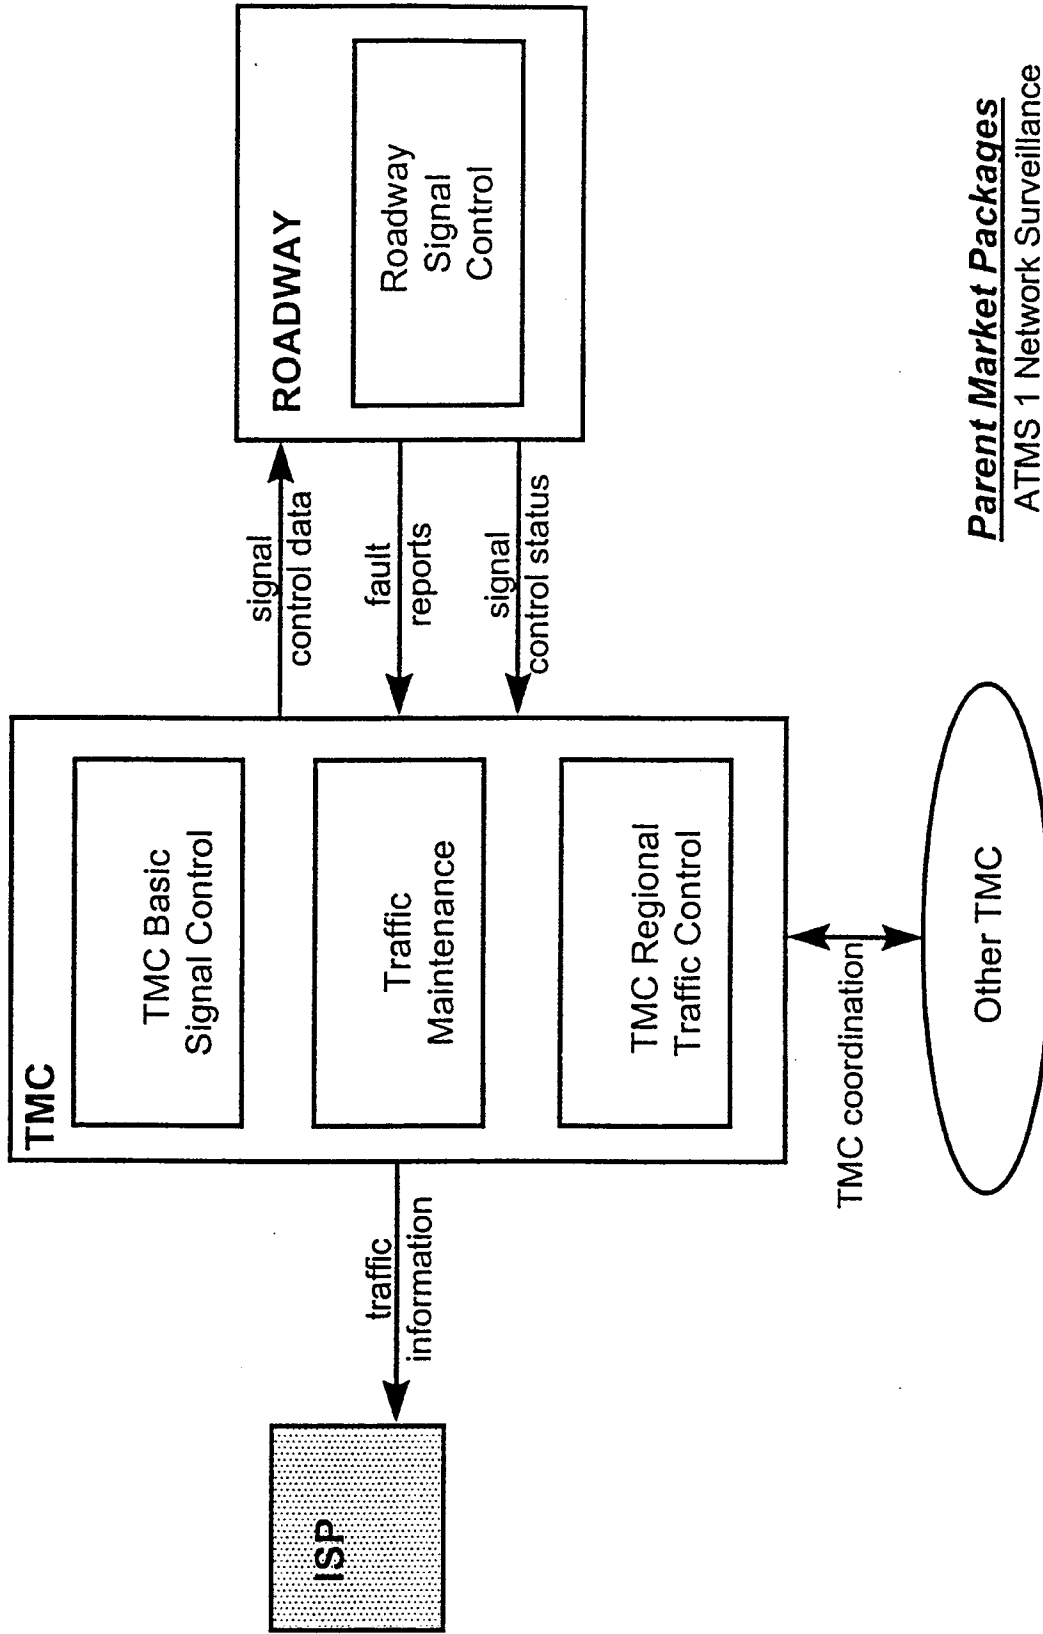 TMC
TMC Basic
Signal Control
Traffic
Maintenance
TMC Regional
Traffic Control
ISP
traffic
information
signal
control data
fault
reports
signal
control status
ROADWAY
Roadway
Signal
Control
TMC coordination
Other TMC
Parent Market Packages
ATMS 1 Network Surveillance